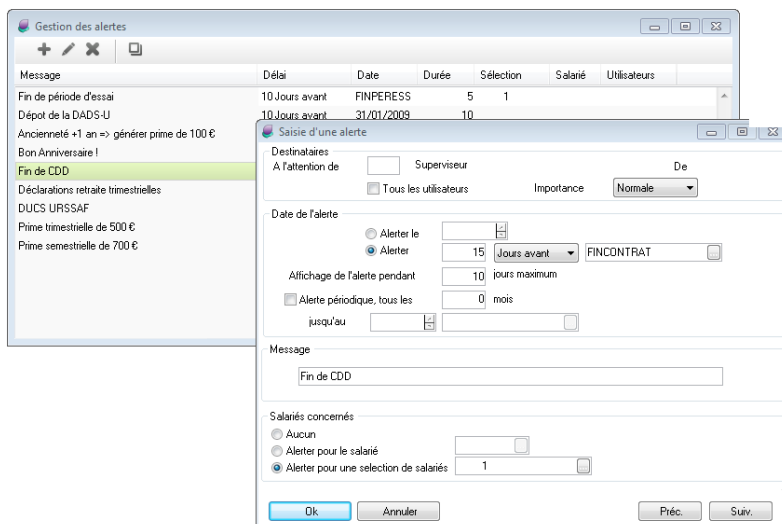 Gestion des alertes
Message Délai Date Durée Sélection Salarié Utilisateurs
Fin de période d'essai 10 Jours avant FINPERESS 5 1
Dépot de la DADS-U 10 Jours avant 31/01/2009 10
Ancienneté +1 an => générer prime de 100 €
Bon Anniversaire !
Fin de CDD
Déclarations retraite trimestrielles
DUCS URSSAF
Prime trimestrielle de 500 €
Prime semestrielle de 700 €
Saisie d'une alerte
Destinataires
A l'attention de Superviseur De
Tous les utilisateurs Importance Normale
Date de l'alerte
Alerter le
Alerter 15 Jours avant FINCONTRAT
Affichage de l'alerte pendant 10 jours maximum
Alerte périodique, tous les 0 mois
jusqu'au
Message
Fin de CDD
Salariés concernés
Aucun
Alerter pour le salarié
Alerter pour une selection de salariés 1
Ok Annuler Préc. Suiv.